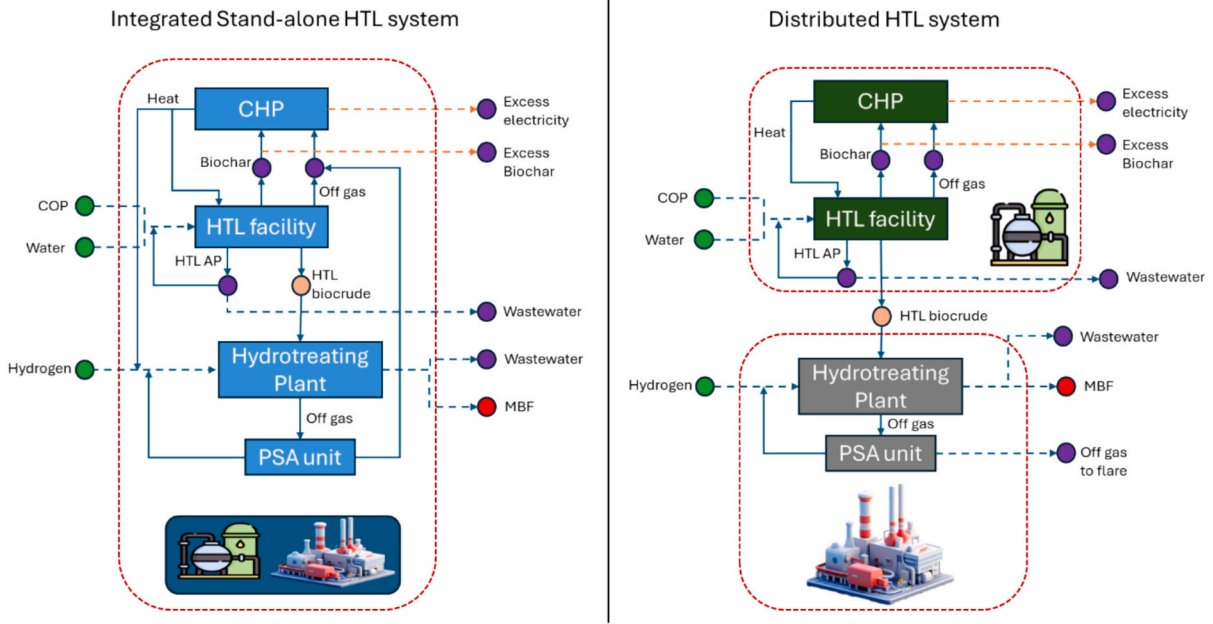 Integrated Stand-alone HTL system
Heat
CHP
Excess
electricity
Biochar
Excess
Biochar
Off gas
COP
HTL facility
Water
HTL AP
HTL
biocrude
Wastewater
Hydrotreating
Plant
Wastewater
Hydrogen
MBF
Off gas
PSA unit
Distributed HTL system
CHP
Excess
electricity
Heat
Biochar
Excess
Biochar
Off gas
COP
HTL facility
Water
HTL AP
Wastewater
HTL biocrude
Wastewater
Hydrotreating
Plant
Hydrogen
MBF
Off gas
PSA unit
Off gas
to flare